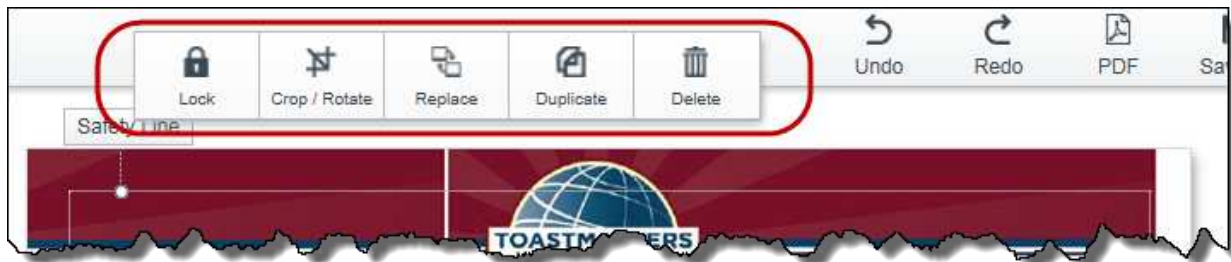 Undo Redo PDF
Lock Crop / Rotate Replace Duplicate Delete
Safety Line